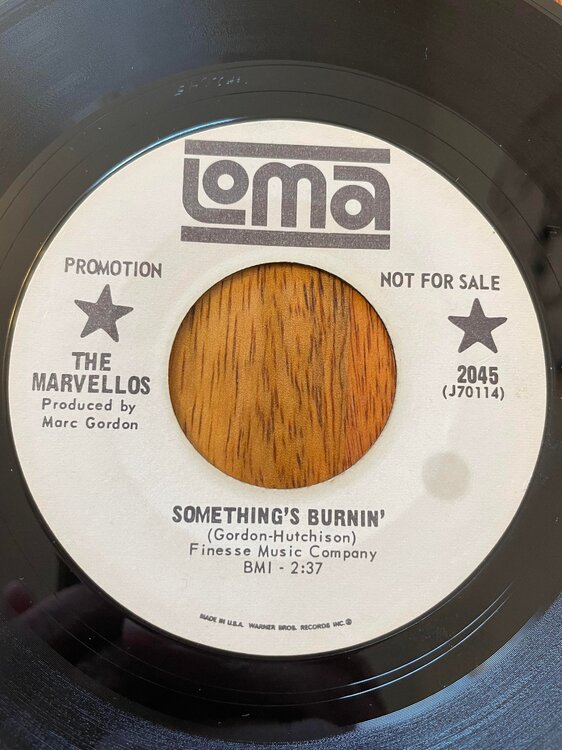 Loma
PROMOTION
NOT FOR SALE
THE
MARVELLOS
Produced by
Marc Gordon
2045
(J70114)
SOMETHING'S BURNIN'
(Gordon-Hutchison)
Finesse Music Company
BMI - 2:37
MADE IN U.S.A. WARNER BROS. RECORDS INC. ®